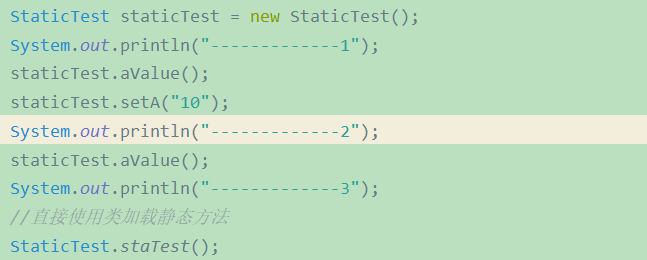 StaticTest staticTest = new StaticTest();
System.out.println("-------------1");
staticTest.aValue();
staticTest.setA("10");
System.out.println("-------------2");
staticTest.aValue();
System.out.println("-------------3");
//直接使用类加载静态方法
StaticTest.staTest();